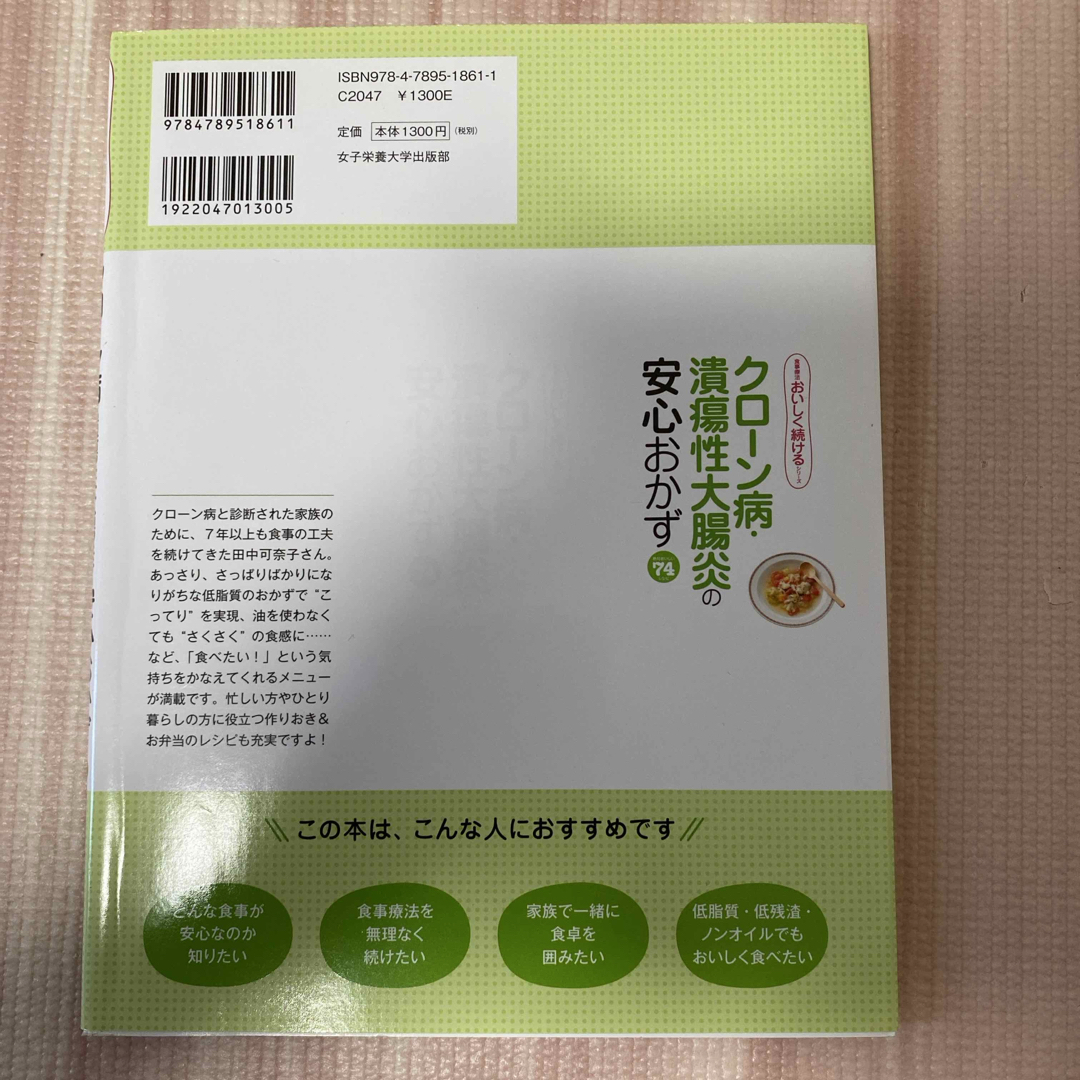 ISBN978-4-7895-1861-1
C2047 ¥1300E
9784789518611
定価 本体1300円(税別)
女子栄養大学出版部
1922047013005
食事療法 おいしく続けるシリーズ
クローン病・
潰瘍性大腸炎の
安心おかず
74
クローン病と診断された家族の
ために、7年以上も食事の工夫
を続けてきた田中可奈子さん。
あっさり、さっぱりばかりにな
りがちな低脂質のおかずで“こ
ってり”を実現、油を使わなく
ても“さくさく”の食感に……
など、「食べたい！」という気
持ちをかなえてくれるメニュー
が満載です。忙しい方やひとり
暮らしの方に役立つ作りおき＆
お弁当のレシピも充実ですよ！
この本は、こんな人におすすめです
どんな食事が
安心なのか
知りたい
食事療法を
無理なく
続けたい
家族で一緒に
食卓を
囲みたい
低脂質・低残渣・
ノンオイルでも
おいしく食べたい